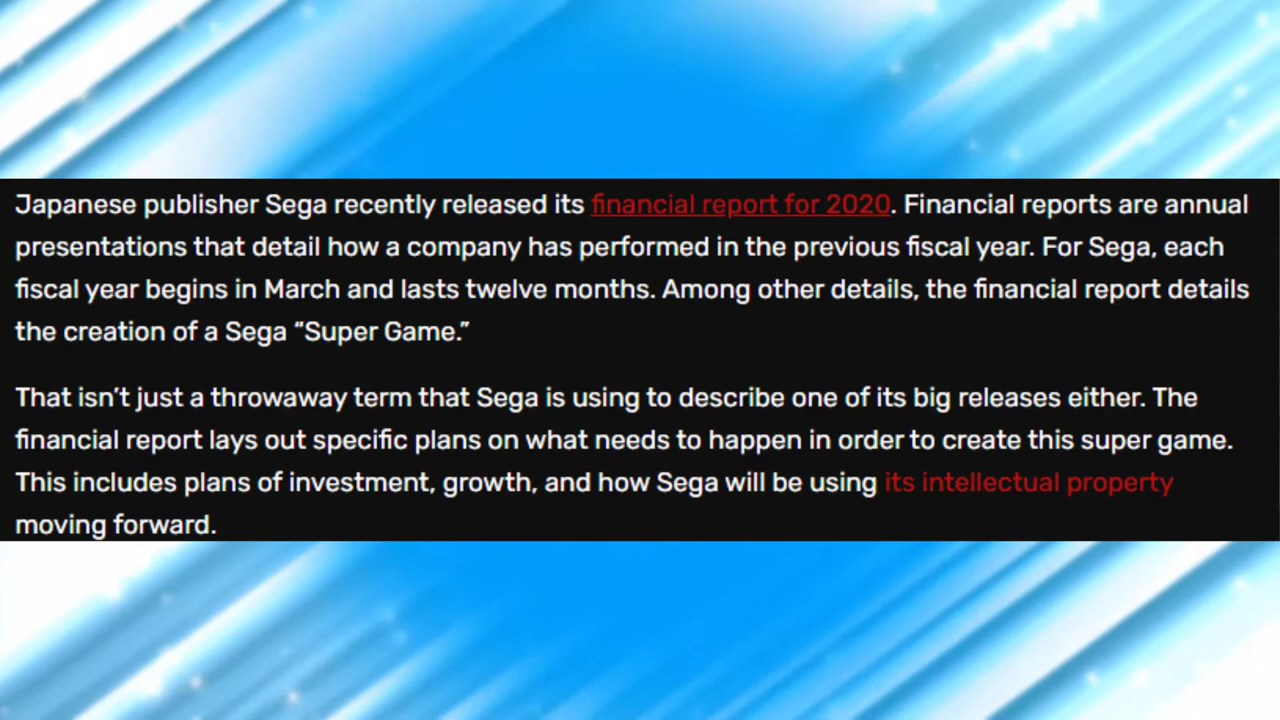 Japanese publisher Sega recently released its financial report for 2020. Financial reports are annual
presentations that detail how a company has performed in the previous fiscal year. For Sega, each
fiscal year begins in March and lasts twelve months. Among other details, the financial report details
the creation of a Sega “Super Game.”
That isn’t just a throwaway term that Sega is using to describe one of its big releases either. The
financial report lays out specific plans on what needs to happen in order to create this super game.
This includes plans of investment, growth, and how Sega will be using its intellectual property
moving forward.